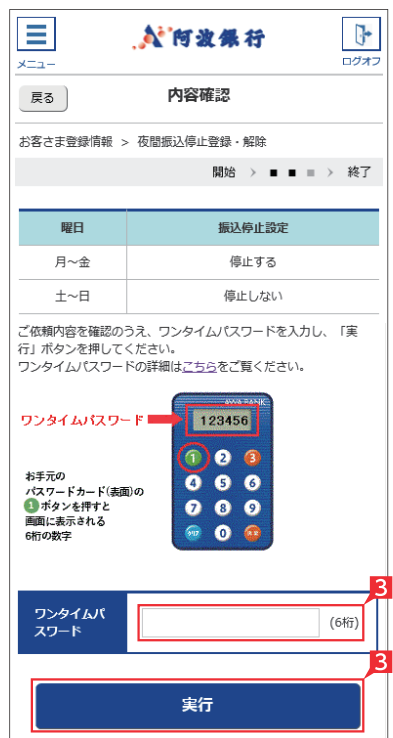 メニュー
阿波銀行
ログオフ
戻る
内容確認
お客さま登録情報 > 夜間振込停止登録・解除
開始 > ■ ■ ■ > 終了
曜日 振込停止設定
月～金 停止する
土～日 停止しない
ご依頼内容を確認のうえ、ワンタイムパスワードを入力し、「実
行」ボタンを押してください。
ワンタイムパスワードの詳細はこちらをご覧ください。
AWA BANK
ワンタイムパスワード
123456
1 2 3
4 5 6
7 8 9
クリア 0 決定
お手元の
パスワードカード(表面)の
1ボタンを押すと
画面に表示される
6桁の数字
3
ワンタイムパ
スワード
(6桁)
3
実行